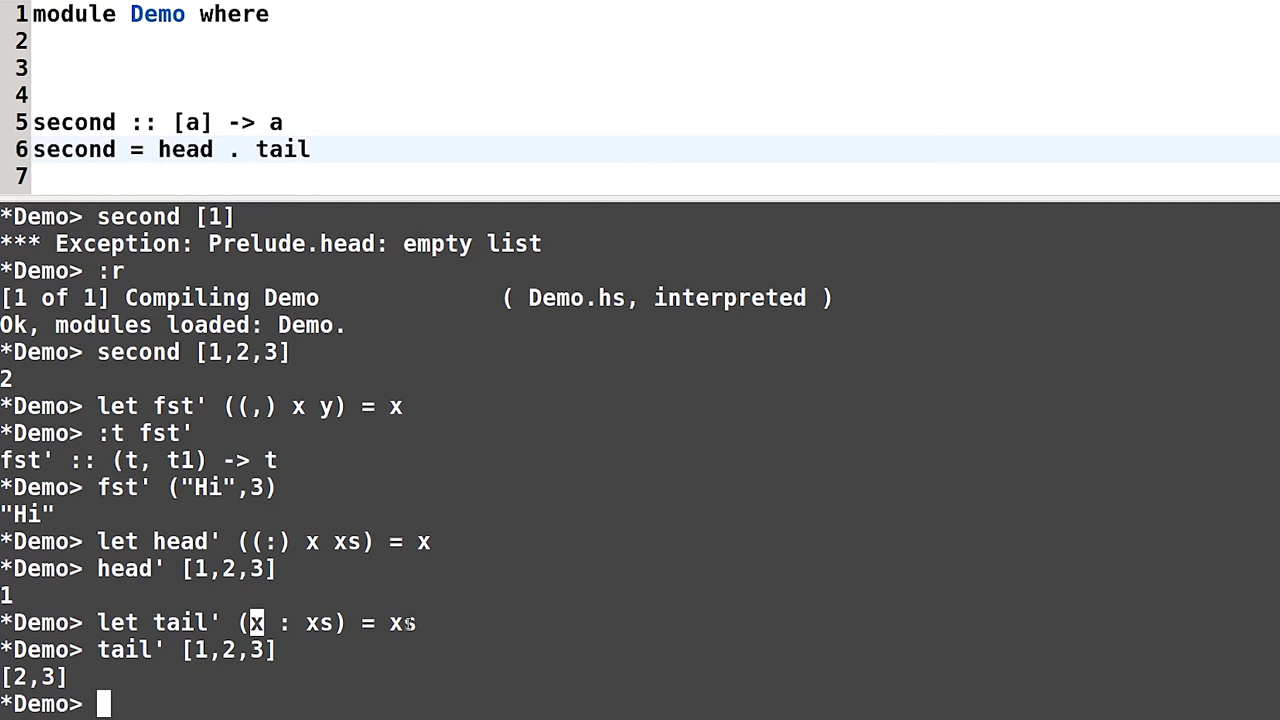 1 module Demo where
2
3
4
5 second :: [a] -> a
6 second = head . tail
7
*Demo> second [1]
*** Exception: Prelude.head: empty list
*Demo> :r
[1 of 1] Compiling Demo             ( Demo.hs, interpreted )
Ok, modules loaded: Demo.
*Demo> second [1,2,3]
2
*Demo> let fst' ((,) x y) = x
*Demo> :t fst'
fst' :: (t, t1) -> t
*Demo> fst' ("Hi",3)
"Hi"
*Demo> let head' ((:) x xs) = x
*Demo> head' [1,2,3]
1
*Demo> let tail' (x : xs) = xs
*Demo> tail' [1,2,3]
[2,3]
*Demo>